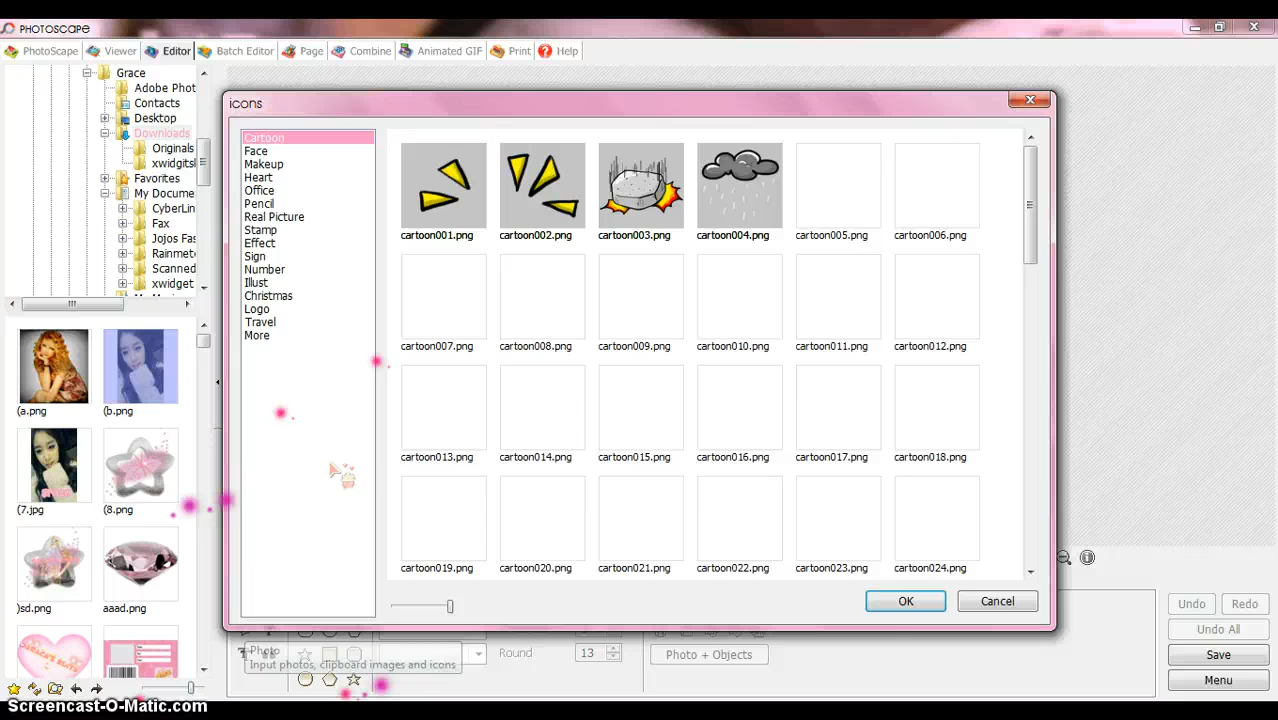 PHOTOSCAPE
PhotoScape Viewer Editor Batch Editor Page Combine Animated GIF Print Help
Grace
Adobe Phot
Contacts
Desktop
Downloads
Originals
xwidgitsl
Favorites
My Docume
CyberLin
Fax
Jojos Fas
Rainmete
Scanned
xwidget
(a.png (b.png
(7.jpg (8.png
)sd.png aaad.png
icons
Cartoon
Face
Makeup
Heart
Office
Pencil
Real Picture
Stamp
Effect
Sign
Number
Illust
Christmas
Logo
Travel
More
cartoon001.png cartoon002.png cartoon003.png cartoon004.png cartoon005.png cartoon006.png
cartoon007.png cartoon008.png cartoon009.png cartoon010.png cartoon011.png cartoon012.png
cartoon013.png cartoon014.png cartoon015.png cartoon016.png cartoon017.png cartoon018.png
cartoon019.png cartoon020.png cartoon021.png cartoon022.png cartoon023.png cartoon024.png
OK Cancel
Photo
Input photos, clipboard images and icons
Round 13 Photo + Objects
Undo Redo
Undo All
Save
Menu
Screencast-O-Matic.com